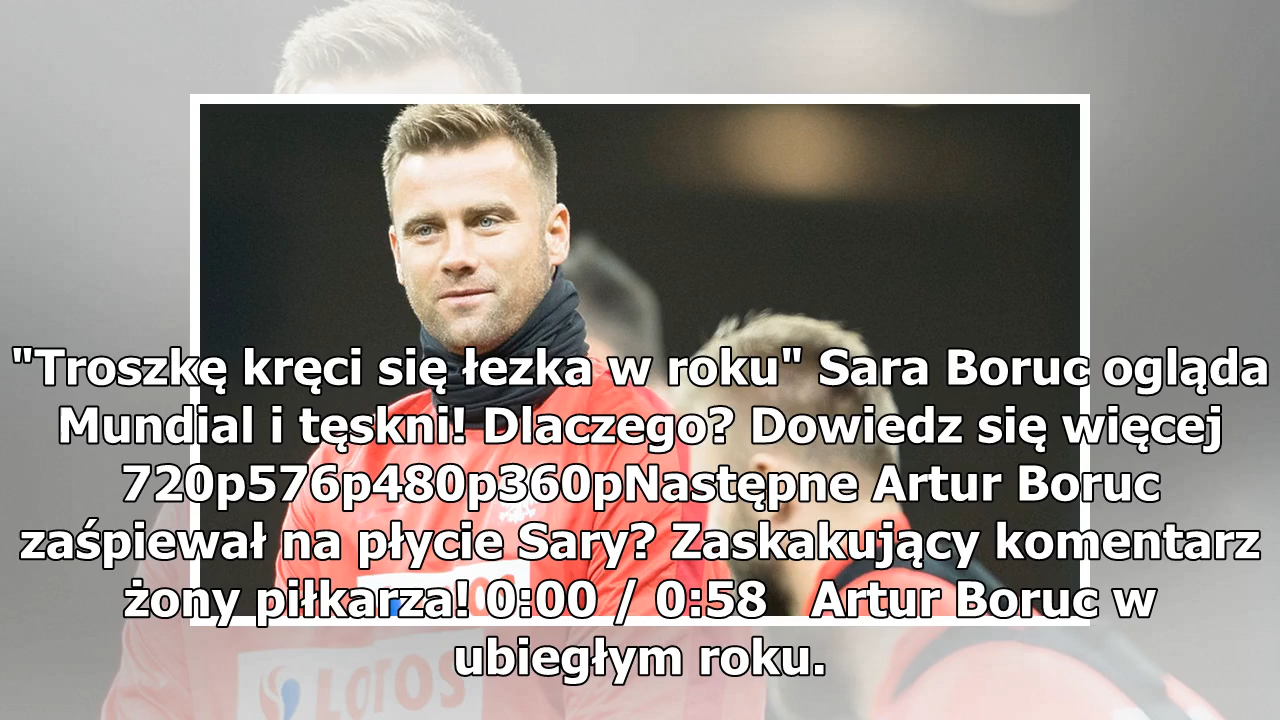 "Troszkę kręci się łezka w roku" Sara Boruc ogląda
Mundial i tęskni! Dlaczego? Dowiedz się więcej
720p576p480p360pNastępne Artur Boruc
zaśpiewał na płycie Sary? Zaskakujący komentarz
żony piłkarza! 0:00 / 0:58   Artur Boruc w
ubiegłym roku.
LOTOS